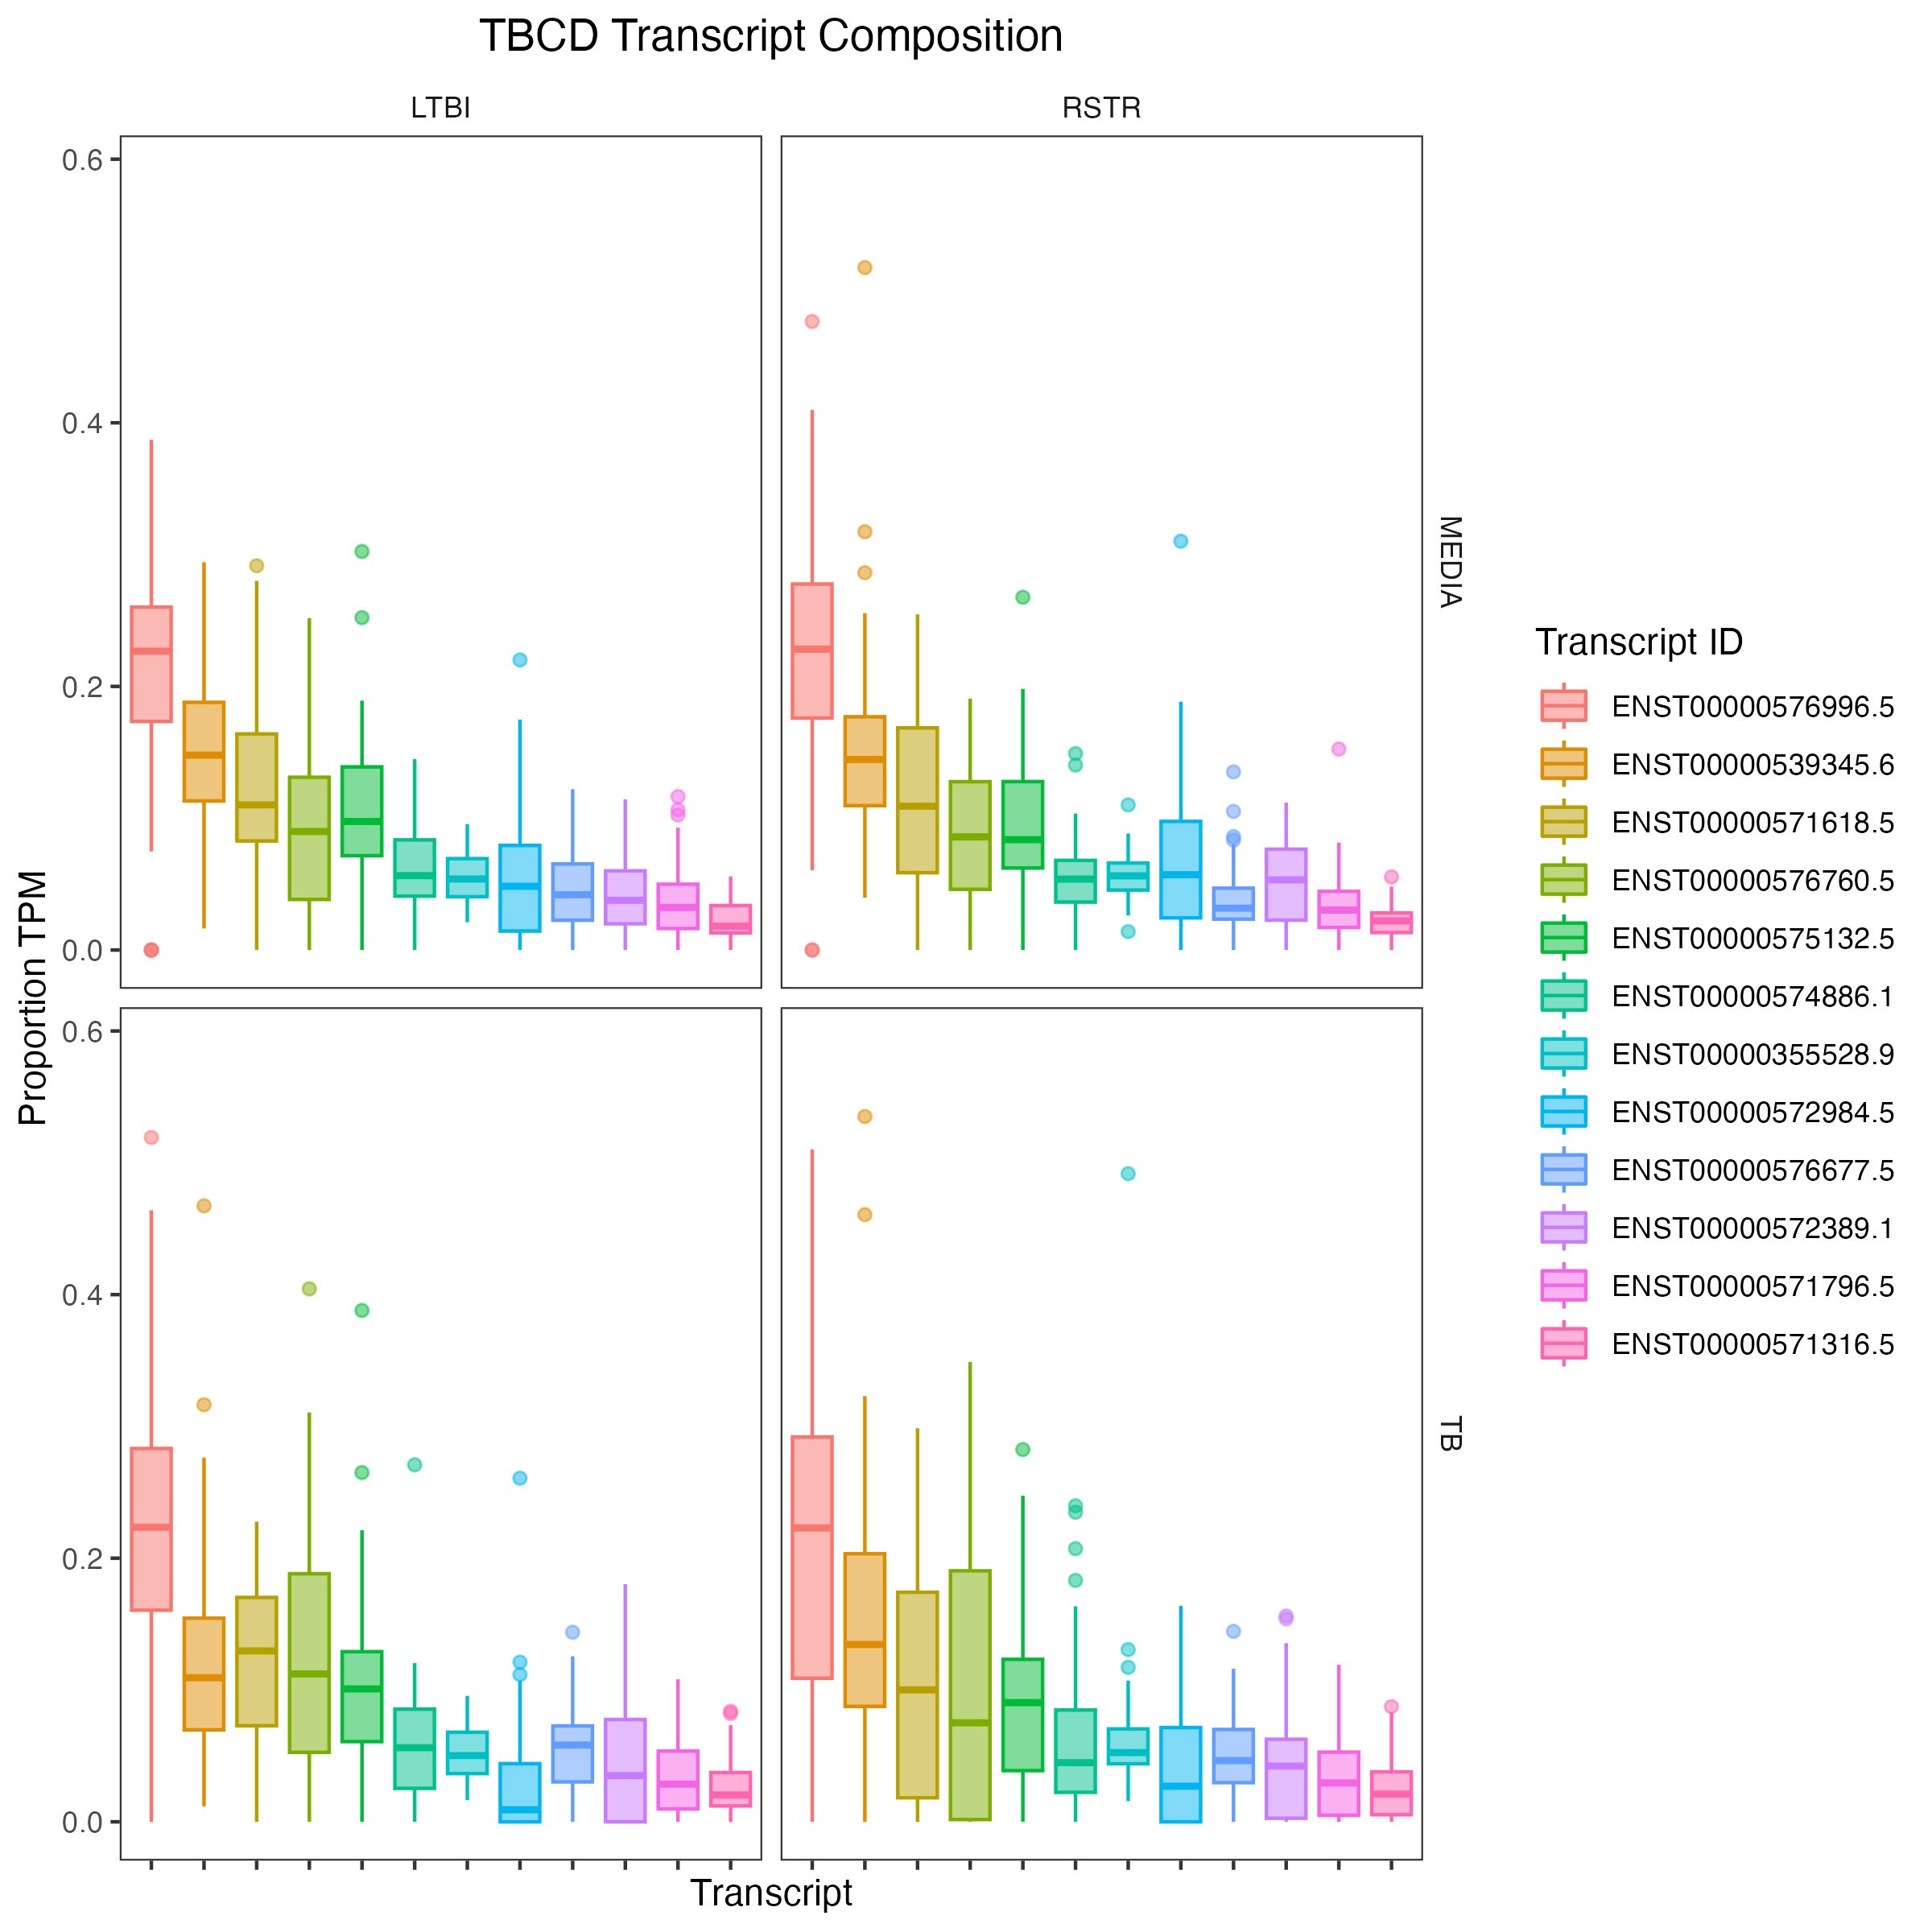 TBCD Transcript Composition
LTBI
RSTR
0.6
0.4
0.2
0.0
MEDIA
0.6
0.4
0.2
0.0
TB
Proportion TPM
Transcript
Transcript ID
ENST00000576996.5
ENST00000539345.6
ENST00000571618.5
ENST00000576760.5
ENST00000575132.5
ENST00000574886.1
ENST00000355528.9
ENST00000572984.5
ENST00000576677.5
ENST00000572389.1
ENST00000571796.5
ENST00000571316.5